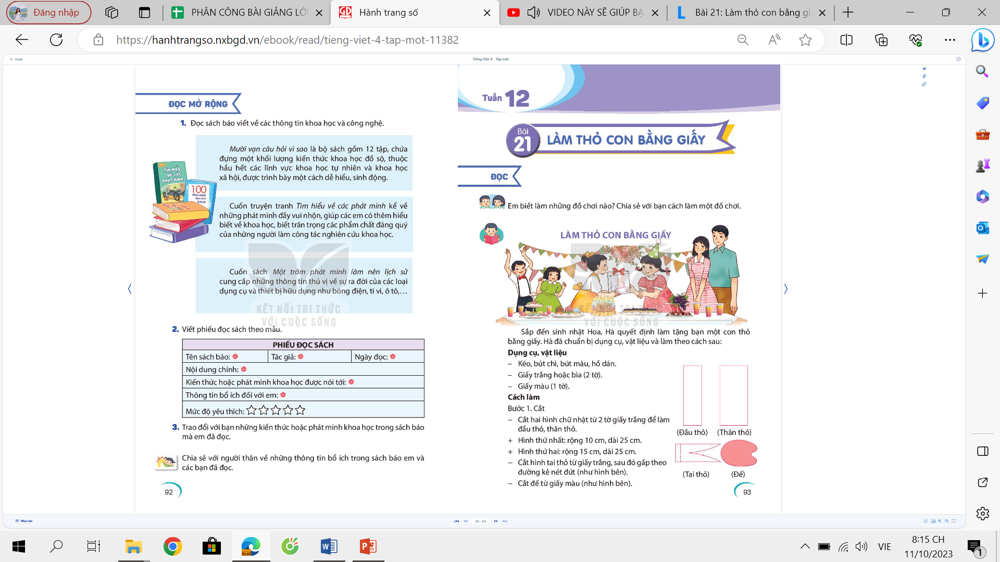 Đăng nhập
PHÂN CÔNG BÀI GIẢNG LỚ
Hành trang số
VIDEO NÀY SẼ GIÚP BẠ
Bài 21: Làm thỏ con bằng gi
https://hanhtrangso.nxbgd.vn/ebook/read/tieng-viet-4-tap-mot-11382
Thoát
Tiếng Việt 4 - Tập một
ĐỌC MỞ RỘNG
1. Đọc sách báo viết về các thông tin khoa học và công nghệ.
Mười vạn câu hỏi vì sao là bộ sách gồm 12 tập, chứa
đựng một khối lượng kiến thức khoa học đồ sộ, thuộc
hầu hết các lĩnh vực khoa học tự nhiên và khoa học
xã hội, được trình bày một cách dễ hiểu, sinh động.
TÌM HIỂU
VỀ CÁC
PHÁT MINH
100
Phát minh
làm nên
lịch sử
Cuốn truyện tranh Tìm hiểu về các phát minh kể về
những phát minh đầy vui nhộn, giúp các em có thêm hiểu
biết về khoa học, biết trân trọng các phẩm chất đáng quý
của những người làm công tác nghiên cứu khoa học.
Cuốn sách Một trăm phát minh làm nên lịch sử
cung cấp những thông tin thú vị về sự ra đời của các loại
dụng cụ và thiết bị hữu dụng như bóng điện, ti vi, ô tô,...
KẾT NỐI TRI THỨC
VỚI CUỘC SỐNG
2. Viết phiếu đọc sách theo mẫu.
PHIẾU ĐỌC SÁCH
Tên sách báo: Tác giả: Ngày đọc:
Nội dung chính:
Kiến thức hoặc phát minh khoa học được nói tới:
Thông tin bổ ích đối với em:
Mức độ yêu thích:
3. Trao đổi với bạn những kiến thức hoặc phát minh khoa học trong sách báo
mà em đã đọc.
Chia sẻ với người thân về những thông tin bổ ích trong sách báo em và
các bạn đã đọc.
92
Tuần 12
Bài
21
LÀM THỎ CON BẰNG GIẤY
ĐỌC
Em biết làm những đồ chơi nào? Chia sẻ với bạn cách làm một đồ chơi.
LÀM THỎ CON BẰNG GIẤY
KẾT NỐI TRI THỨC
VỚI CUỘC SỐNG
Sắp đến sinh nhật Hoa, Hà quyết định làm tặng bạn một con thỏ
bằng giấy. Hà đã chuẩn bị dụng cụ, vật liệu và làm theo cách sau:
Dụng cụ, vật liệu
– Kéo, bút chì, bút màu, hồ dán.
– Giấy trắng hoặc bìa (2 tờ).
– Giấy màu (1 tờ).
Cách làm
Bước 1. Cắt
– Cắt hai hình chữ nhật từ 2 tờ giấy trắng để làm
đầu thỏ, thân thỏ.
+ Hình thứ nhất: rộng 10 cm, dài 25 cm.
+ Hình thứ hai: rộng 15 cm, dài 25 cm.
– Cắt hình tai thỏ từ giấy trắng, sau đó gấp theo
đường kẻ nét đứt (như hình bên).
– Cắt đế từ giấy màu (như hình bên).
(Đầu thỏ) (Thân thỏ)
(Tai thỏ) (Đế)
93
Mục lục
92 - 93
VIE
8:15 CH
11/10/2023
1